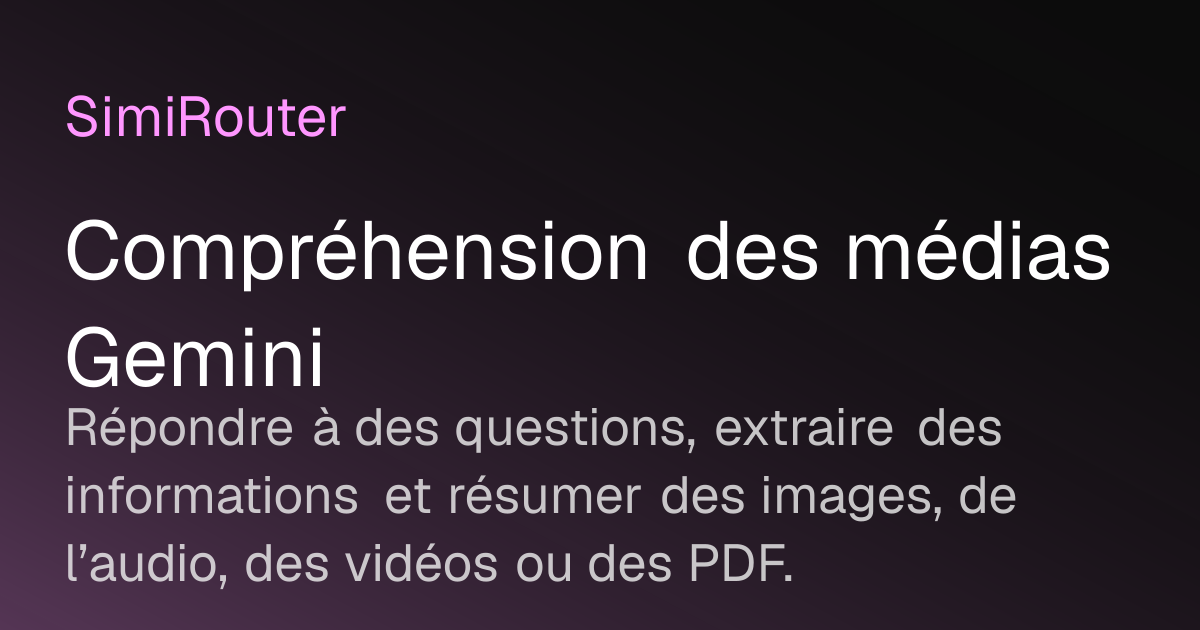 SimiRouter
Compréhension des médias
Gemini
Répondre à des questions, extraire des
informations et résumer des images, de
l’audio, des vidéos ou des PDF.